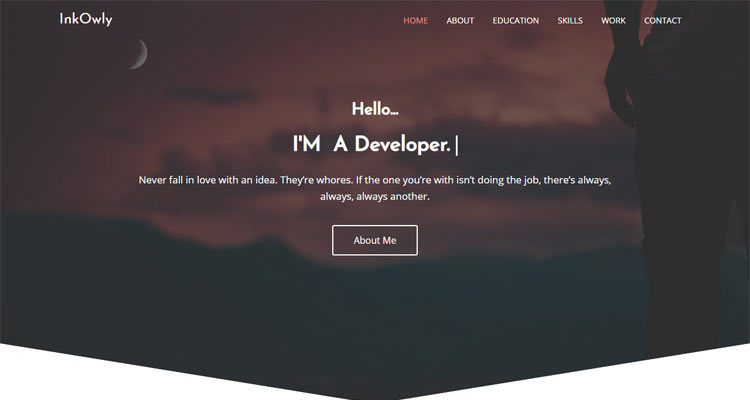 InkOwly HOME ABOUT EDUCATION SKILLS WORK CONTACT
Hello...
I'M A Developer. |
Never fall in love with an idea. They’re whores. If the one you’re with isn’t doing the job, there’s always,
always, always another.
About Me